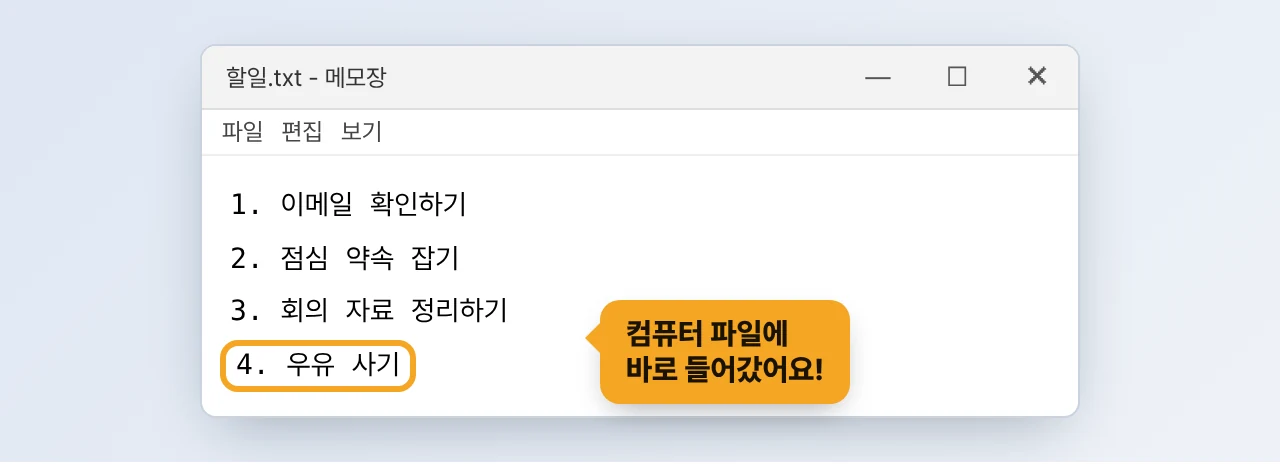 할일.txt - 메모장
파일 편집 보기
1. 이메일 확인하기
2. 점심 약속 잡기
3. 회의 자료 정리하기
4. 우유 사기
컴퓨터 파일에
바로 들어갔어요!